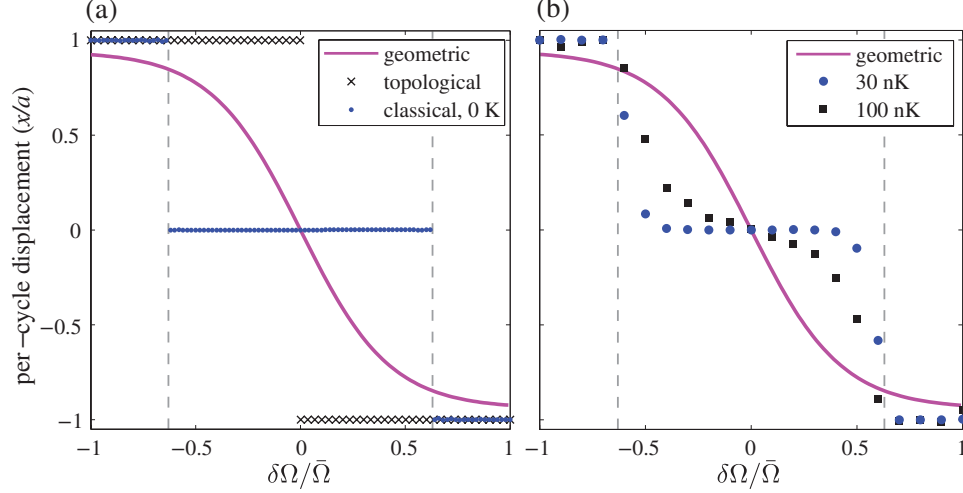 (a)
(b)
per-cycle displacement (x/a)
1
0.5
0
−0.5
−1
geometric
topological
classical, 0 K
geometric
30 nK
100 nK
−1
−0.5
0
0.5
1
−1
−0.5
0
0.5
1
δΩ/Ω̄
δΩ/Ω̄